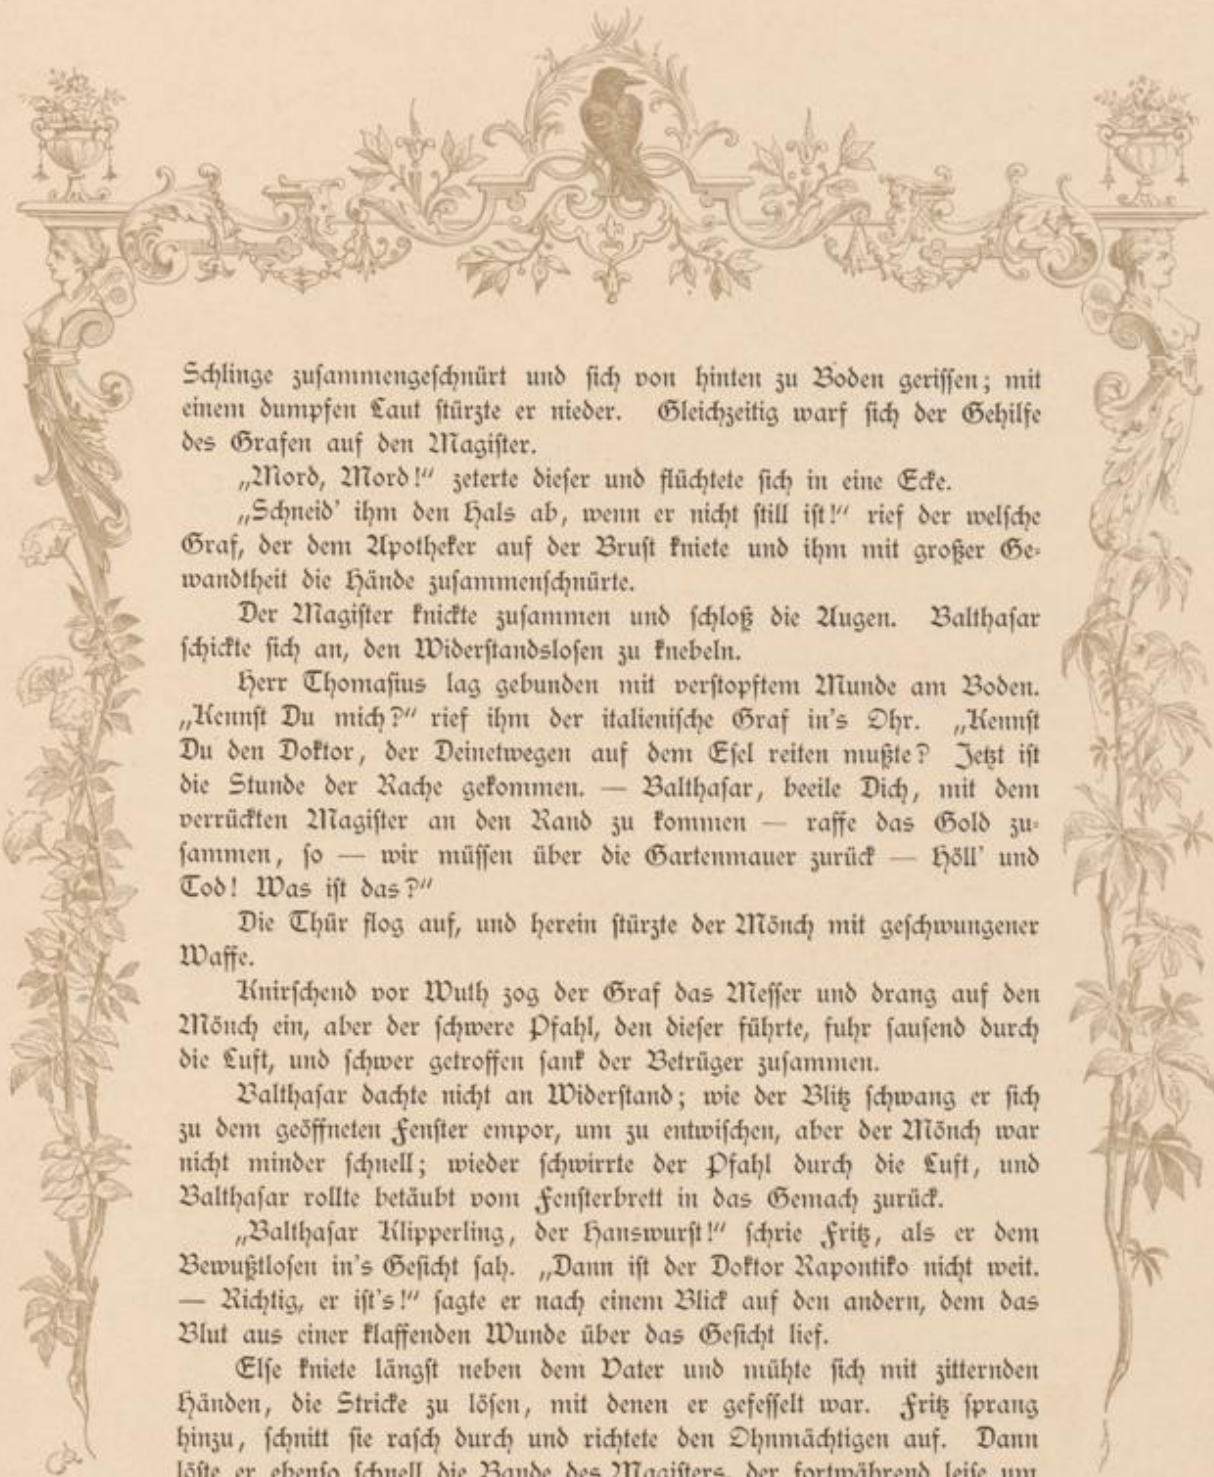 Schlinge zusammengeschnürt und sich von hinten zu Boden gerissen; mit
einem dumpfen Laut stürzte er nieder. Gleichzeitig warf sich der Gehilfe
des Grafen auf den Magister.
„Mord, Mord!“ zeterte dieser und flüchtete sich in eine Ecke.
„Schneid' ihm den Hals ab, wenn er nicht still ist!“ rief der welsche
Graf, der dem Apotheker auf der Brust kniete und ihm mit großer Ge-
wandtheit die Hände zusammenschnürte.
Der Magister knickte zusammen und schloß die Augen. Balthasar
schickte sich an, den Widerstandslosen zu knebeln.
Herr Thomasius lag gebunden mit verstopftem Munde am Boden.
„Kennst Du mich?“ rief ihm der italienische Graf in's Ohr. „Kennst
Du den Doktor, der Deinetwegen auf dem Esel reiten mußte? Jetzt ist
die Stunde der Rache gekommen. — Balthasar, beeile Dich, mit dem
verrückten Magister an den Rand zu kommen — raffe das Gold zu-
sammen, so — wir müssen über die Gartenmauer zurück — Höll' und
Tod! Was ist das?“
Die Thür flog auf, und herein stürzte der Mönch mit geschwungener
Waffe.
Knirschend vor Wuth zog der Graf das Messer und drang auf den
Mönch ein, aber der schwere Pfahl, den dieser führte, fuhr sausend durch
die Luft, und schwer getroffen sank der Betrüger zusammen.
Balthasar dachte nicht an Widerstand; wie der Blitz schwang er sich
zu dem geöffneten Fenster empor, um zu entwischen, aber der Mönch war
nicht minder schnell; wieder schwirrte der Pfahl durch die Luft, und
Balthasar rollte betäubt vom Fensterbrett in das Gemach zurück.
„Balthasar Klipperling, der Hanswurst!“ schrie Fritz, als er dem
Bewußtlosen in's Gesicht sah. „Dann ist der Doktor Rapontiko nicht weit.
— Richtig, er ist's!“ sagte er nach einem Blick auf den andern, dem das
Blut aus einer klaffenden Wunde über das Gesicht lief.
Else kniete längst neben dem Vater und mühte sich mit zitternden
Händen, die Stricke zu lösen, mit denen er gefesselt war. Fritz sprang
hinzu, schnitt sie rasch durch und richtete den Ohnmächtigen auf. Dann
löste er ebenso schnell die Bande des Magisters, der fortwährend leise um